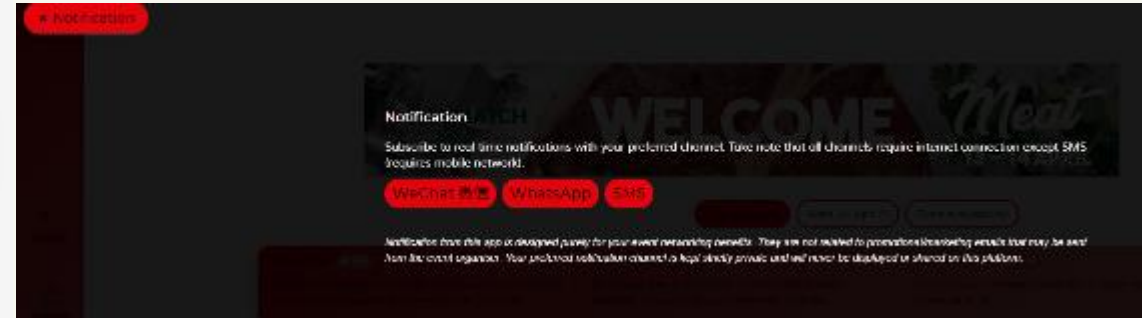 ★ Notification
WELCOME
Meat
Notification
Subscribe to real time notifications with your preferred channel. Take note that all channels require internet connection except SMS
(requires mobile network).
WeChat 微信 WhatsApp SMS
Notification from this app is designed purely for your event networking benefits. They are not related to promotional/marketing emails that may be sent
from the event organiser. Your preferred notification channel is kept strictly private and will never be displayed or shared on this platform.